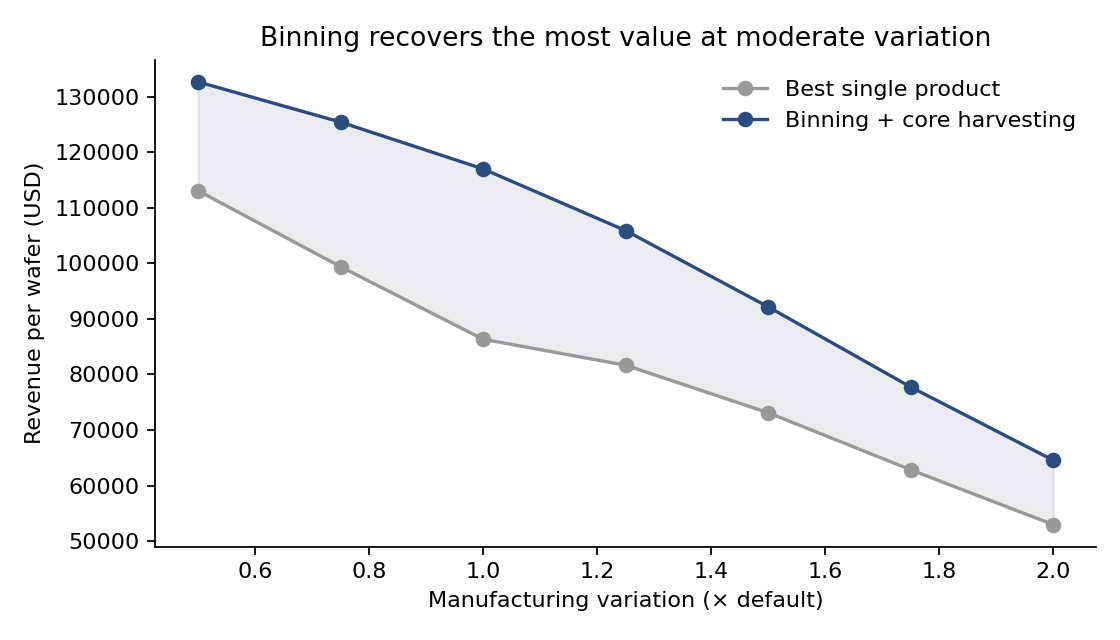 Binning recovers the most value at moderate variation
Best single product
Binning + core harvesting
Revenue per wafer (USD)
130000
120000
110000
100000
90000
80000
70000
60000
50000
0.6 0.8 1.0 1.2 1.4 1.6 1.8 2.0
Manufacturing variation (× default)